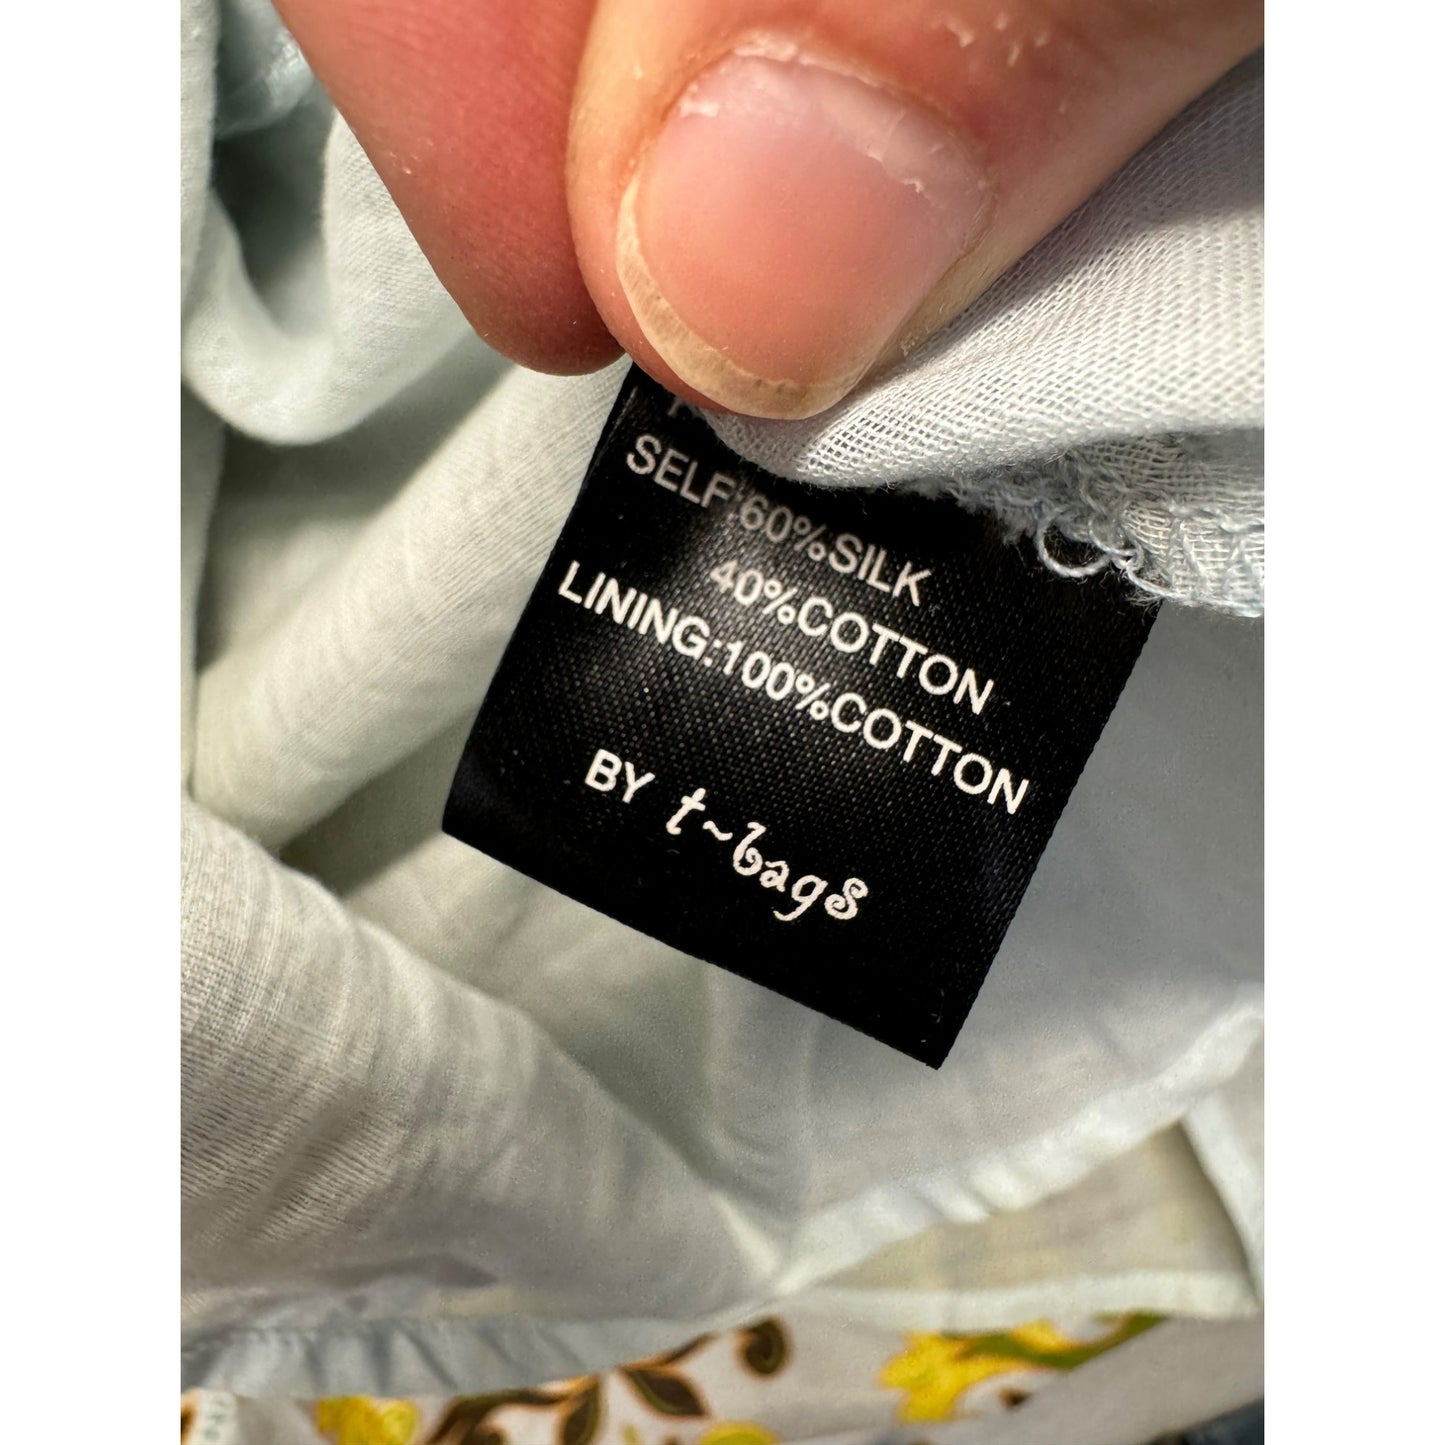 SELF 60%SILK
40%COTTON
LINING:100%COTTON
BY t~bags